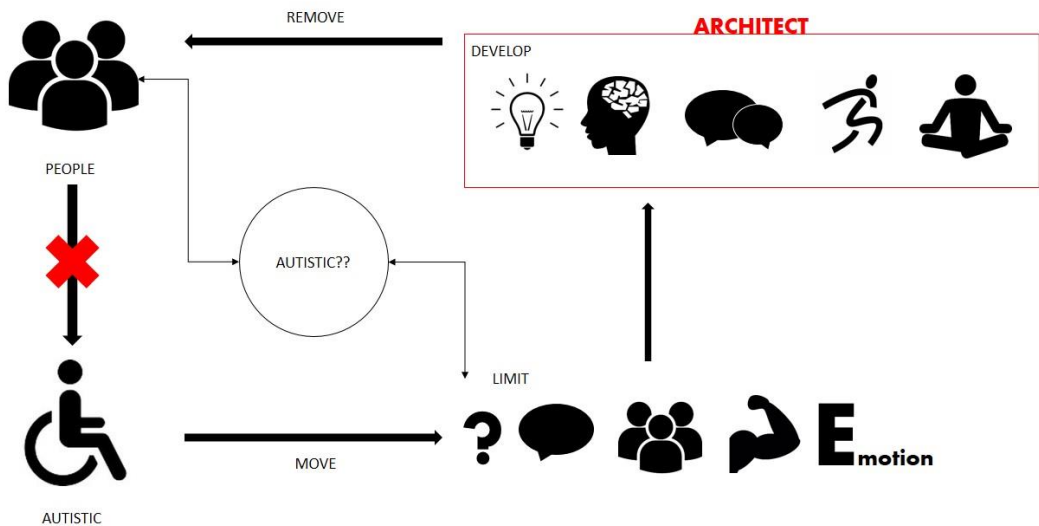 REMOVE
ARCHITECT
DEVELOP
PEOPLE
AUTISTIC??
LIMIT
?
MOVE
Emotion
AUTISTIC